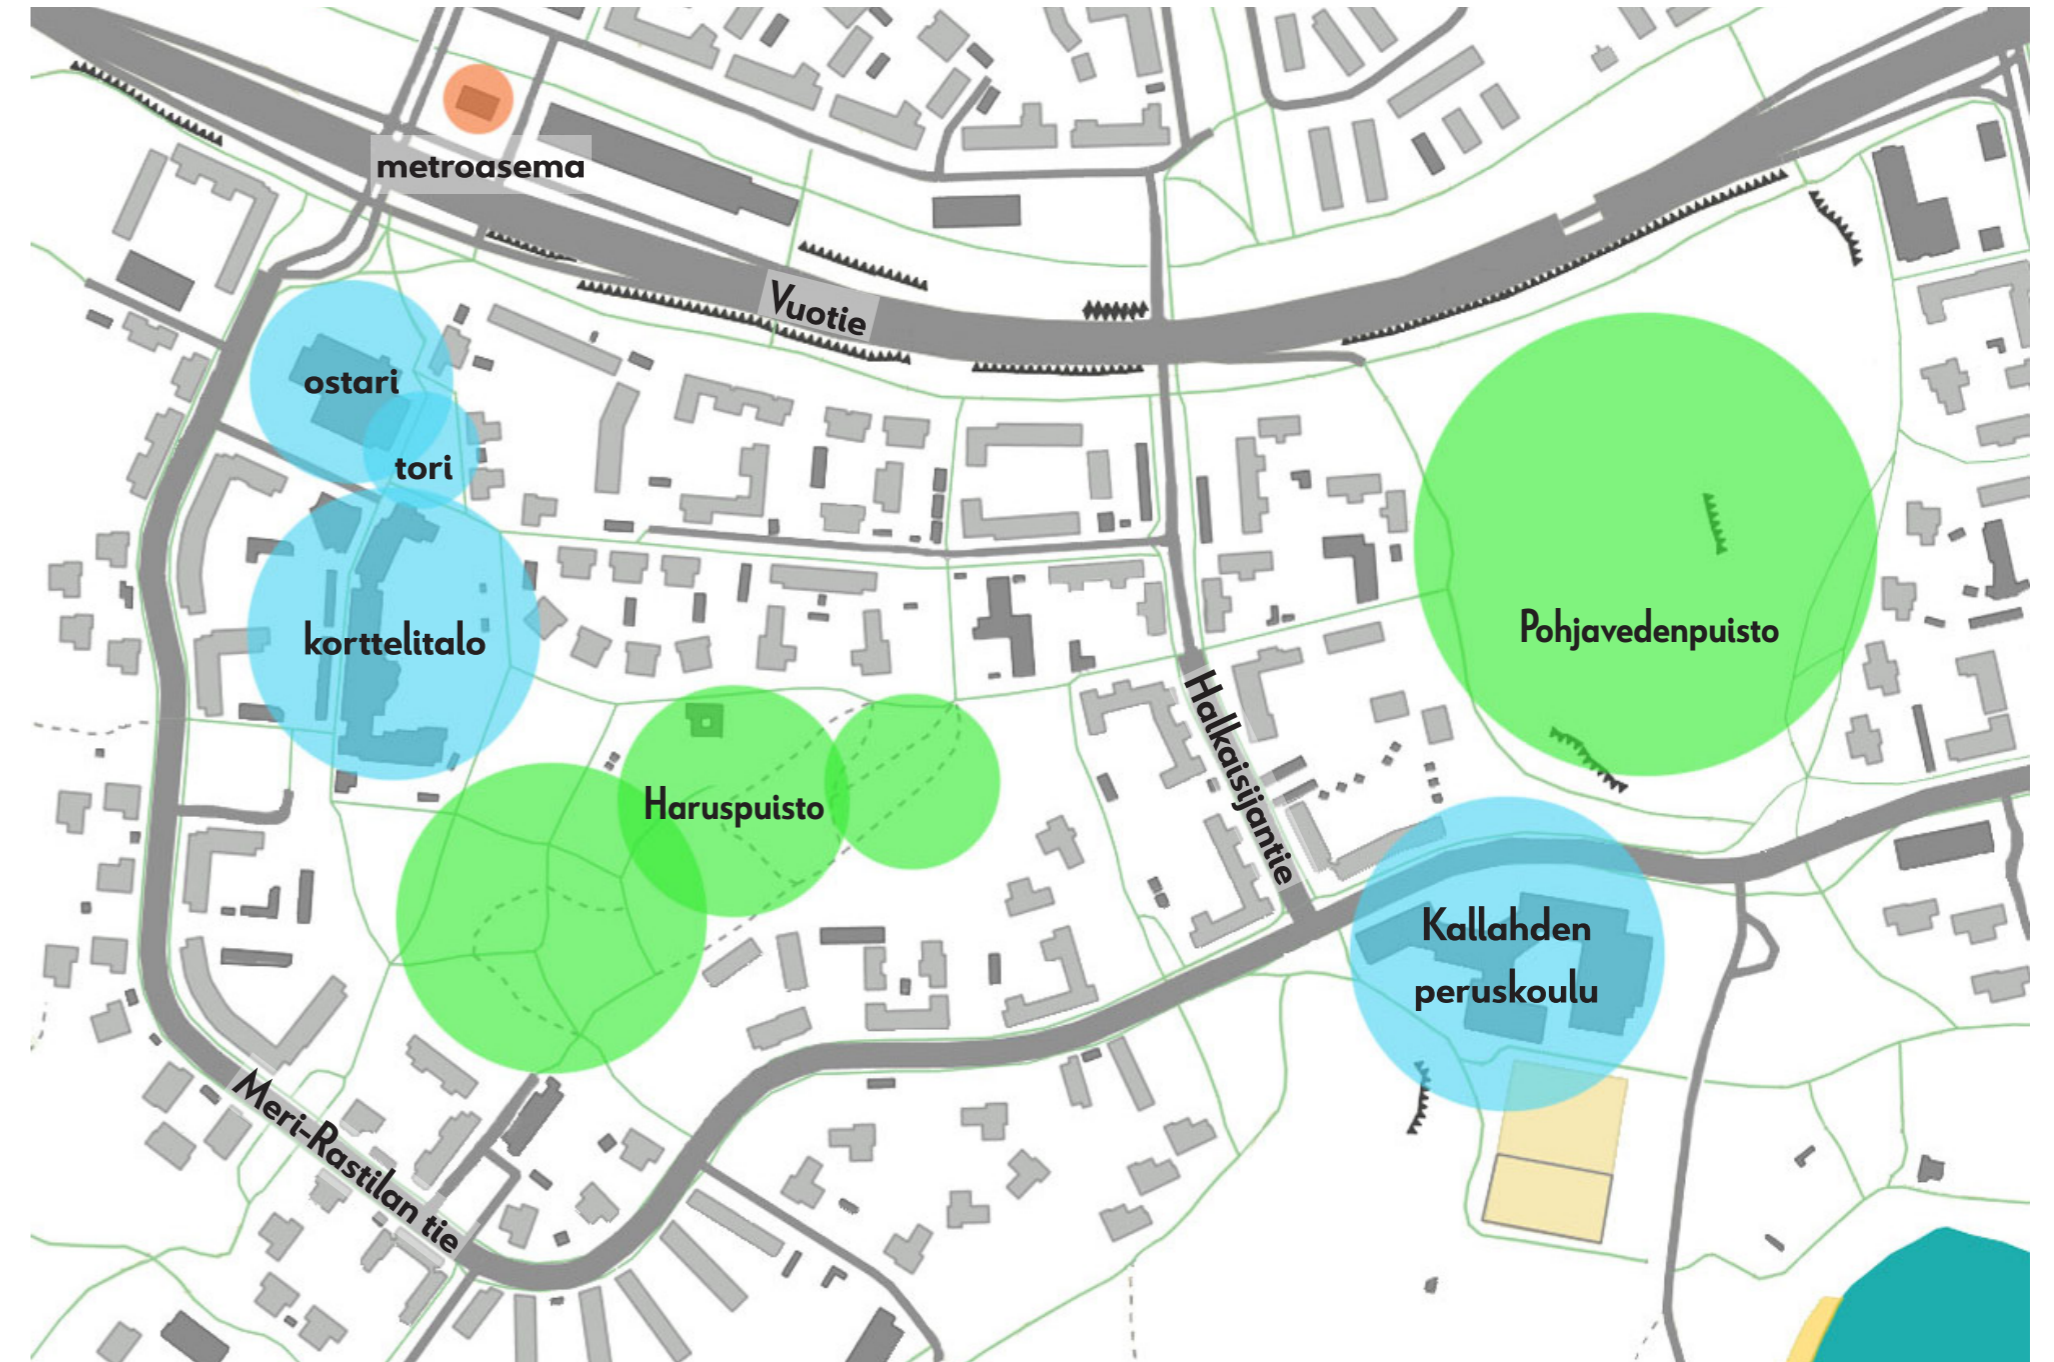 metroasema
Vuotie
ostari
tori
korttelitalo
Pohjavedenpuisto
Halkaisijantie
Haruspuisto
Kallahden
peruskoulu
Meri-Rastilan tie